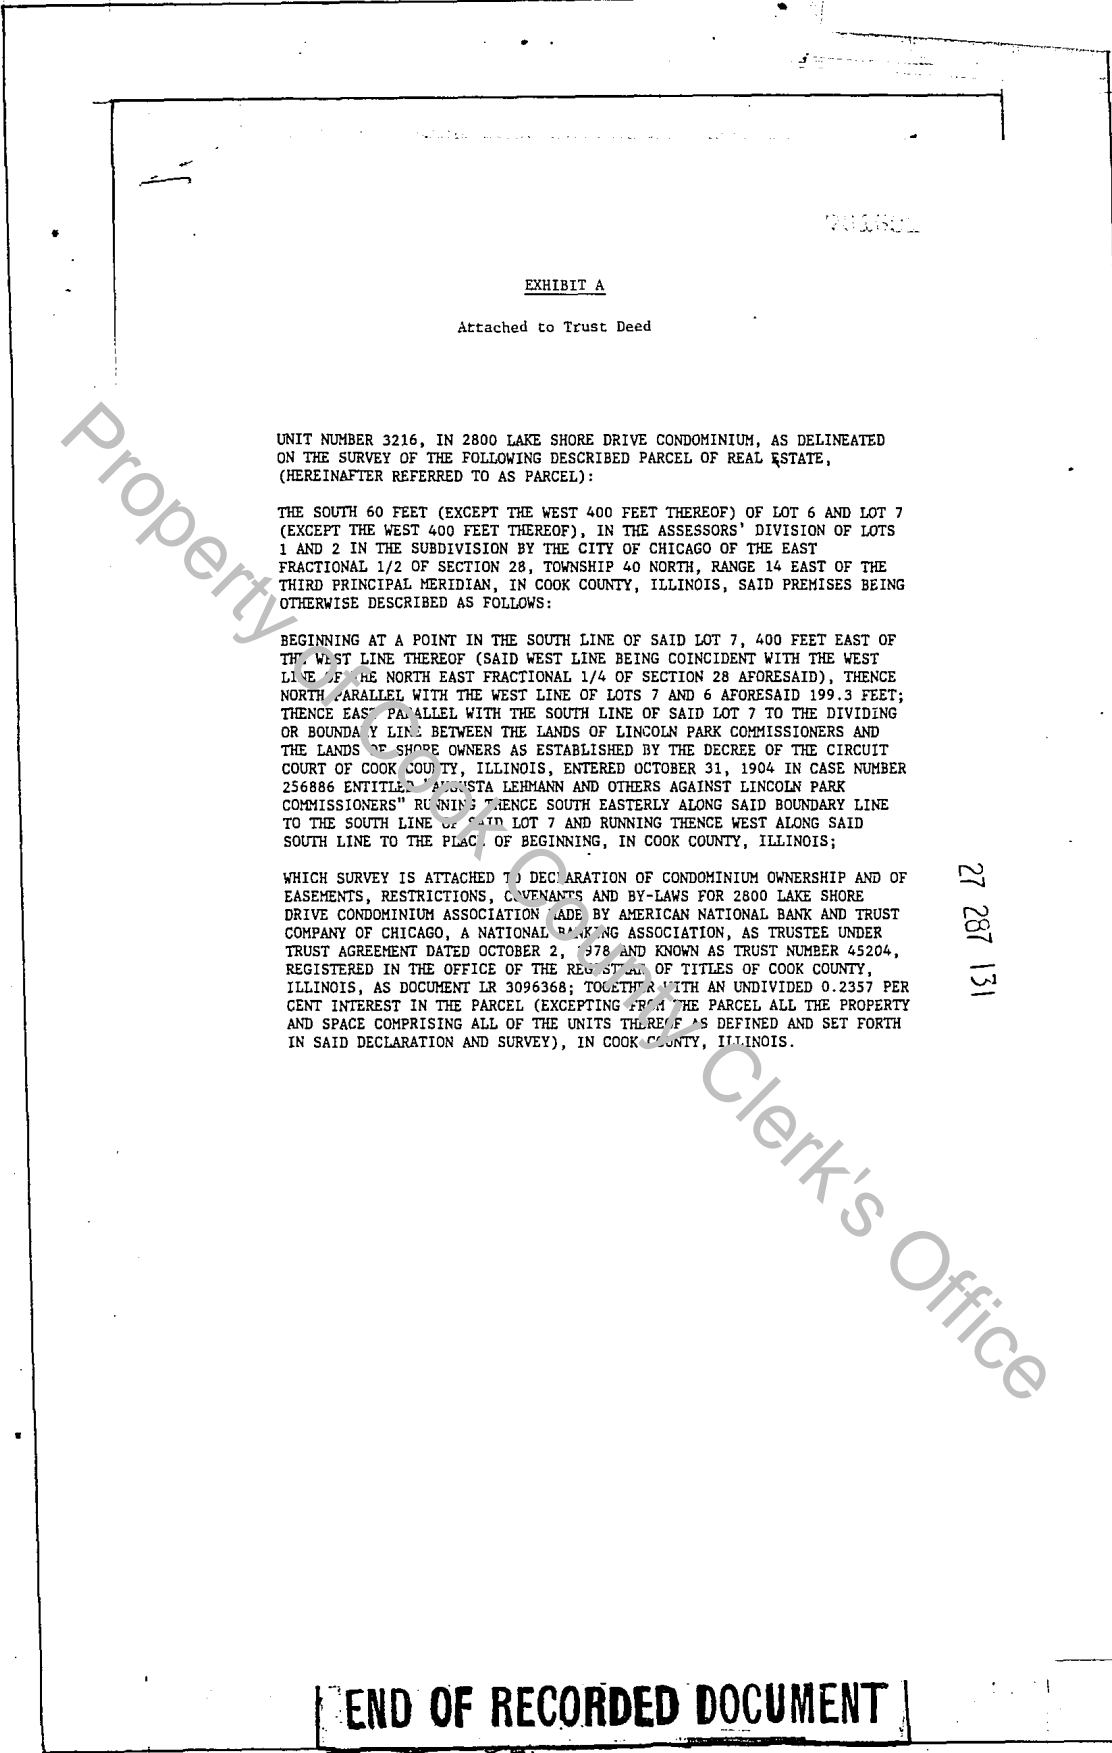 EXHIBIT A
Attached to Trust Deed
UNIT NUMBER 3216, IN 2800 LAKE SHORE DRIVE CONDOMINIUM, AS DELINEATED
ON THE SURVEY OF THE FOLLOWING DESCRIBED PARCEL OF REAL ESTATE,
(HEREINAFTER REFERRED TO AS PARCEL):
THE SOUTH 60 FEET (EXCEPT THE WEST 400 FEET THEREOF) OF LOT 6 AND LOT 7
(EXCEPT THE WEST 400 FEET THEREOF), IN THE ASSESSORS' DIVISION OF LOTS
1 AND 2 IN THE SUBDIVISION BY THE CITY OF CHICAGO OF THE EAST
FRACTIONAL 1/2 OF SECTION 28, TOWNSHIP 40 NORTH, RANGE 14 EAST OF THE
THIRD PRINCIPAL MERIDIAN, IN COOK COUNTY, ILLINOIS, SAID PREMISES BEING
OTHERWISE DESCRIBED AS FOLLOWS:
BEGINNING AT A POINT IN THE SOUTH LINE OF SAID LOT 7, 400 FEET EAST OF
THE WEST LINE THEREOF (SAID WEST LINE BEING COINCIDENT WITH THE WEST
LINE OF THE NORTH EAST FRACTIONAL 1/4 OF SECTION 28 AFORESAID), THENCE
NORTH PARALLEL WITH THE WEST LINE OF LOTS 7 AND 6 AFORESAID 199.3 FEET;
THENCE EAST PARALLEL WITH THE SOUTH LINE OF SAID LOT 7 TO THE DIVIDING
OR BOUNDARY LINE BETWEEN THE LANDS OF LINCOLN PARK COMMISSIONERS AND
THE LANDS OF SHORE OWNERS AS ESTABLISHED BY THE DECREE OF THE CIRCUIT
COURT OF COOK COUNTY, ILLINOIS, ENTERED OCTOBER 31, 1904 IN CASE NUMBER
256886 ENTITLED "AUGUSTA LEHMANN AND OTHERS AGAINST LINCOLN PARK
COMMISSIONERS" RUNNING THENCE SOUTH EASTERLY ALONG SAID BOUNDARY LINE
TO THE SOUTH LINE OF SAID LOT 7 AND RUNNING THENCE WEST ALONG SAID
SOUTH LINE TO THE PLACE OF BEGINNING, IN COOK COUNTY, ILLINOIS;
WHICH SURVEY IS ATTACHED TO DECLARATION OF CONDOMINIUM OWNERSHIP AND OF
EASEMENTS, RESTRICTIONS, COVENANTS AND BY-LAWS FOR 2800 LAKE SHORE
DRIVE CONDOMINIUM ASSOCIATION MADE BY AMERICAN NATIONAL BANK AND TRUST
COMPANY OF CHICAGO, A NATIONAL BANKING ASSOCIATION, AS TRUSTEE UNDER
TRUST AGREEMENT DATED OCTOBER 2, 1978 AND KNOWN AS TRUST NUMBER 45204,
REGISTERED IN THE OFFICE OF THE REGISTRAR OF TITLES OF COOK COUNTY,
ILLINOIS, AS DOCUMENT LR 3096368; TOGETHER WITH AN UNDIVIDED 0.2357 PER
CENT INTEREST IN THE PARCEL (EXCEPTING FROM THE PARCEL ALL THE PROPERTY
AND SPACE COMPRISING ALL OF THE UNITS THEREOF AS DEFINED AND SET FORTH
IN SAID DECLARATION AND SURVEY), IN COOK COUNTY, ILLINOIS.
27 287 131
Property of Cook County Clerk's Office
END OF RECORDED DOCUMENT